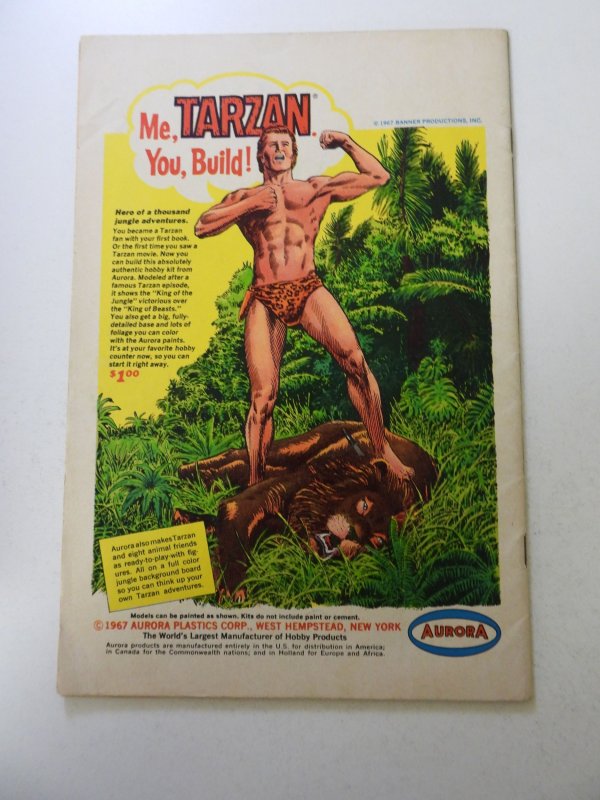 Me, TARZAN®.
You, Build!
© 1967 BANNER PRODUCTIONS, INC.
Hero of a thousand
jungle adventures.
You became a Tarzan
fan with your first book.
Or the first time you saw a
Tarzan movie. Now you
can build this absolutely
authentic hobby kit from
Aurora. Modeled after a
famous Tarzan episode,
it shows the "King of the
Jungle" victorious over
the "King of Beasts."
You also get a big, fully-
detailed base and lots of
foliage you can color
with the Aurora paints.
It's at your favorite hobby
counter now, so you can
start it right away.
$1.00
Aurora also makes Tarzan
and eight animal friends
as ready-to-play-with fig-
ures. All on a full color
jungle background board
so you can think up your
own Tarzan adventures.
Models can be painted as shown. Kits do not include paint or cement.
©1967 AURORA PLASTICS CORP., WEST HEMPSTEAD, NEW YORK
The World's Largest Manufacturer of Hobby Products
Aurora products are manufactured entirely in the U.S. for distribution in America;
in Canada for the Commonwealth nations; and in Holland for Europe and Africa.
AURORA